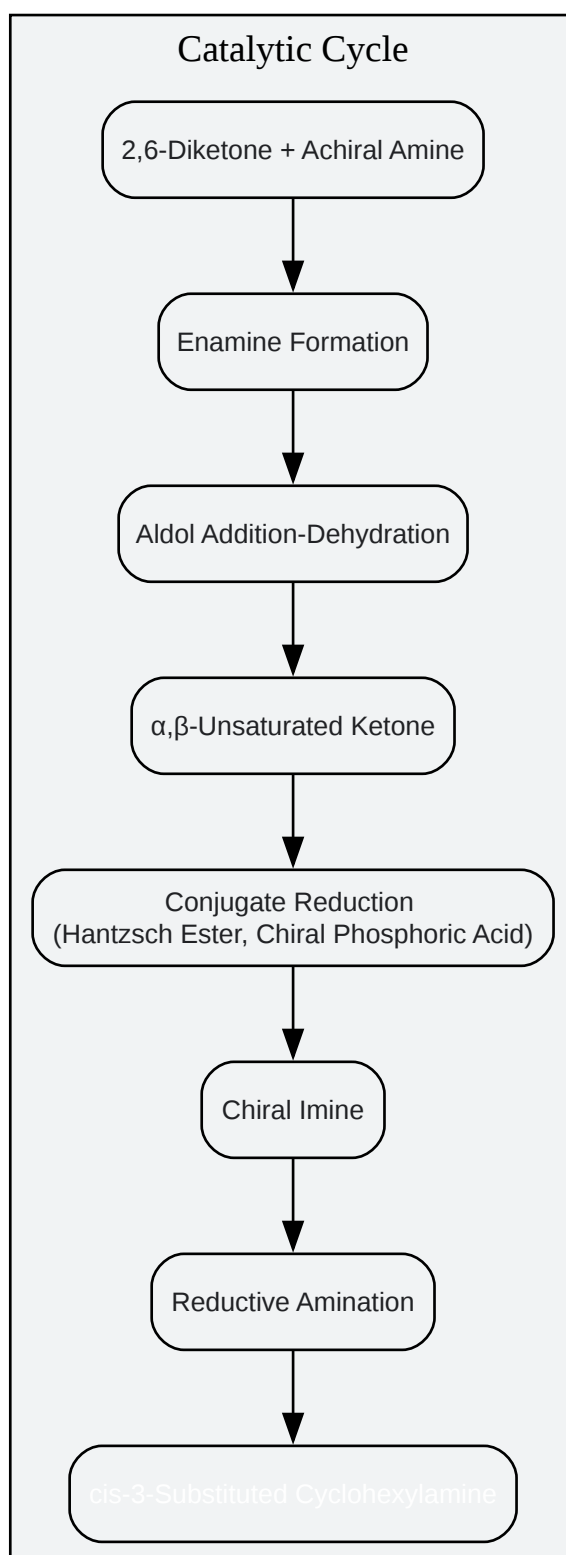 Catalytic Cycle
2,6-Diketone + Achiral Amine
Enamine Formation
Aldol Addition-Dehydration
α,β-Unsaturated Ketone
Conjugate Reduction
(Hantzsch Ester, Chiral Phosphoric Acid)
Chiral Imine
Reductive Amination
cis-3-Substituted Cyclohexylamine